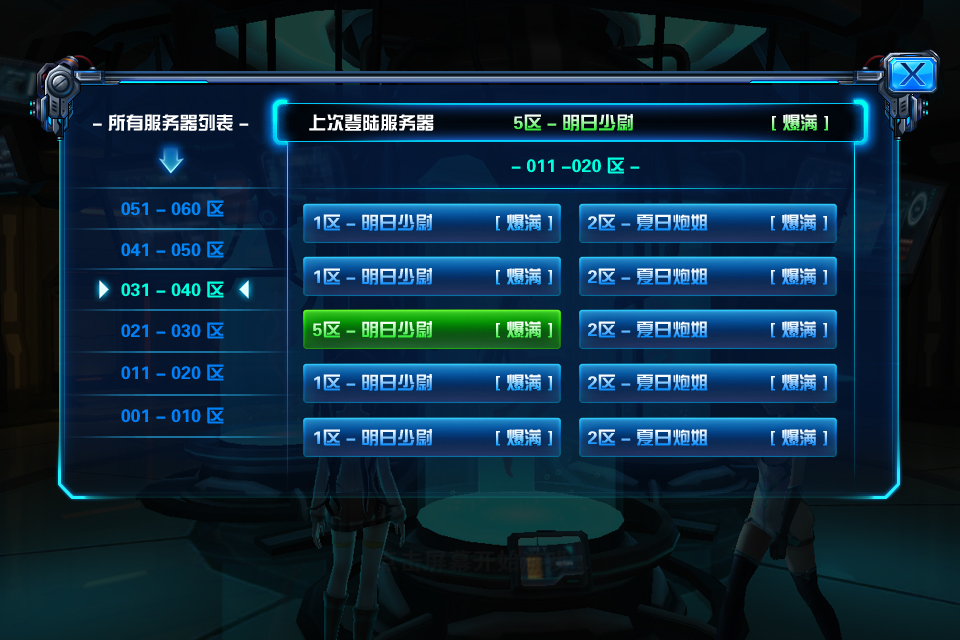 - 所有服务器列表 -
051 - 060 区
041 - 050 区
031 - 040 区
021 - 030 区
011 - 020 区
001 - 010 区
上次登陆服务器 5区 - 明日少尉 [ 爆满 ]
- 011 -020 区 -
1区 - 明日少尉 [ 爆满 ]
2区 - 夏日炮姐 [ 爆满 ]
1区 - 明日少尉 [ 爆满 ]
2区 - 夏日炮姐 [ 爆满 ]
5区 - 明日少尉 [ 爆满 ]
2区 - 夏日炮姐 [ 爆满 ]
1区 - 明日少尉 [ 爆满 ]
2区 - 夏日炮姐 [ 爆满 ]
1区 - 明日少尉 [ 爆满 ]
2区 - 夏日炮姐 [ 爆满 ]
击屏幕开始